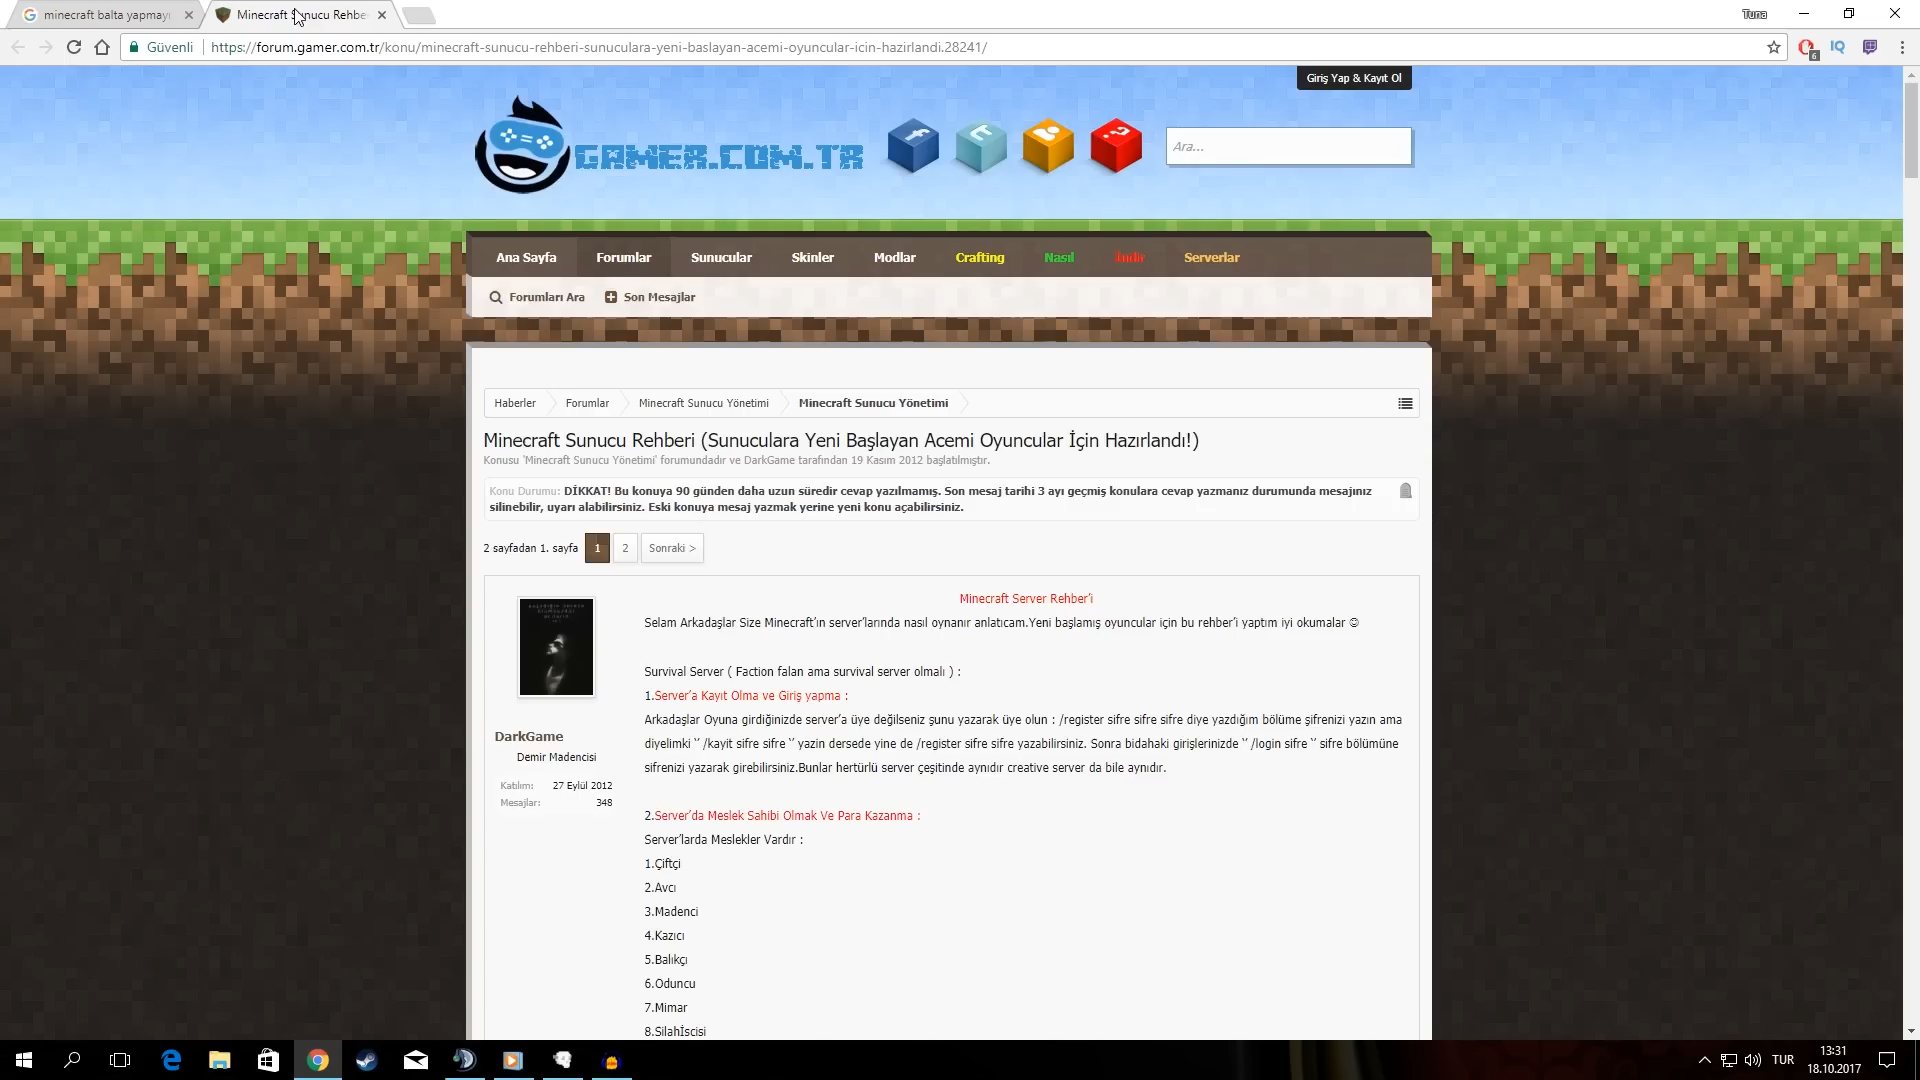 minecraft balta yapmayı
Minecraft Sunucu Rehbe
Tuna
Güvenli
https://forum.gamer.com.tr/konu/minecraft-sunucu-rehberi-sunuculara-yeni-baslayan-acemi-oyuncular-icin-hazirlandi.28241/
6
IQ
Giriş Yap & Kayıt Ol
GAMER.COM.TR
Ara...
Ana Sayfa
Forumlar
Sunucular
Skinler
Modlar
Crafting
Nasıl
İndir
Serverlar
Forumları Ara
Son Mesajlar
Haberler
Forumlar
Minecraft Sunucu Yönetimi
Minecraft Sunucu Yönetimi
Minecraft Sunucu Rehberi (Sunuculara Yeni Başlayan Acemi Oyuncular İçin Hazırlandı!)
Konusu 'Minecraft Sunucu Yönetimi' forumundadır ve DarkGame tarafından 19 Kasım 2012 başlatılmıştır.
Konu Durumu: DİKKAT! Bu konuya 90 günden daha uzun süredir cevap yazılmamış. Son mesaj tarihi 3 ayı geçmiş konulara cevap yazmanız durumunda mesajınız
silinebilir, uyarı alabilirsiniz. Eski konuya mesaj yazmak yerine yeni konu açabilirsiniz.
2 sayfadan 1. sayfa
1
2
Sonraki >
Minecraft Server Rehber'i
Selam Arkadaşlar Size Minecraft'ın server'larında nasıl oynanır anlatıcam.Yeni başlamış oyuncular için bu rehber'i yaptım iyi okumalar ☺
Survival Server ( Faction falan ama survival server olmalı ) :
1.Server'a Kayıt Olma ve Giriş yapma :
Arkadaşlar Oyuna girdiğinizde server'a üye değilseniz şunu yazarak üye olun : /register sifre sifre sifre diye yazdığım bölüme şifrenizi yazın ama
diyelimki '' /kayit sifre sifre '' yazin dersede yine de /register sifre sifre yazabilirsiniz. Sonra bidahaki girişlerinizde '' /login sifre '' sifre bölümüne
sifrenizi yazarak girebilirsiniz.Bunlar hertürlü server çeşitinde aynıdır creative server da bile aynıdır.
DarkGame
Demir Madencisi
Katılım: 27 Eylül 2012
Mesajlar: 348
2.Server'da Meslek Sahibi Olmak Ve Para Kazanma :
Server'larda Meslekler Vardır :
1.Çiftçi
2.Avcı
3.Madenci
4.Kazıcı
5.Balıkçı
6.Oduncu
7.Mimar
8.Silahİscisi
TUR
13:31
18.10.2017